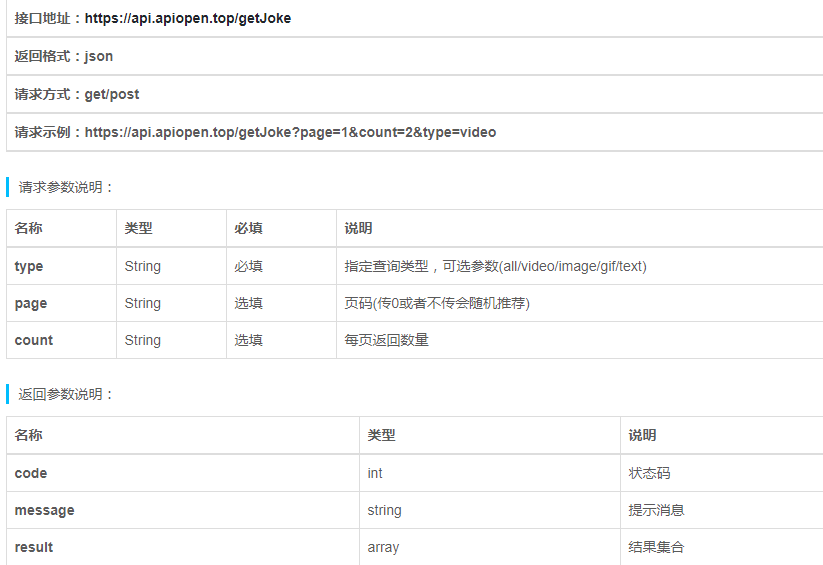 接口地址：https://api.apiopen.top/getJoke
返回格式：json
请求方式：get/post
请求示例：https://api.apiopen.top/getJoke?page=1&count=2&type=video
请求参数说明：
名称 类型 必填 说明
type String 必填 指定查询类型，可选参数(all/video/image/gif/text)
page String 选填 页码(传0或者不传会随机推荐)
count String 选填 每页返回数量
返回参数说明：
名称 类型 说明
code int 状态码
message string 提示消息
result array 结果集合